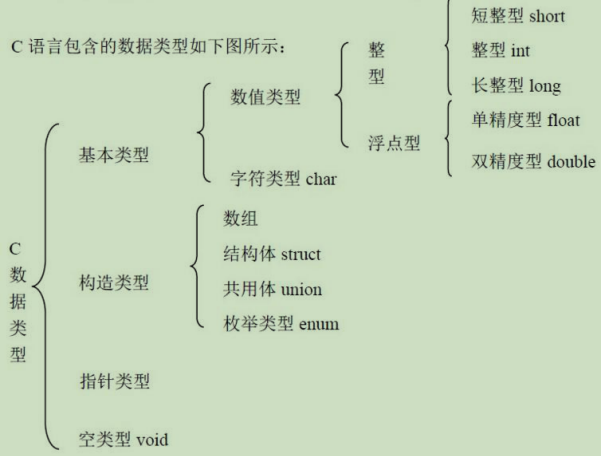 短整型 short
C 语言包含的数据类型如下图所示：
整型
整型 int
长整型 long
数值类型
单精度型 float
浮点型
基本类型
双精度型 double
字符类型 char
数组
结构体 struct
C数据类型
构造类型
共用体 union
枚举类型 enum
指针类型
空类型 void